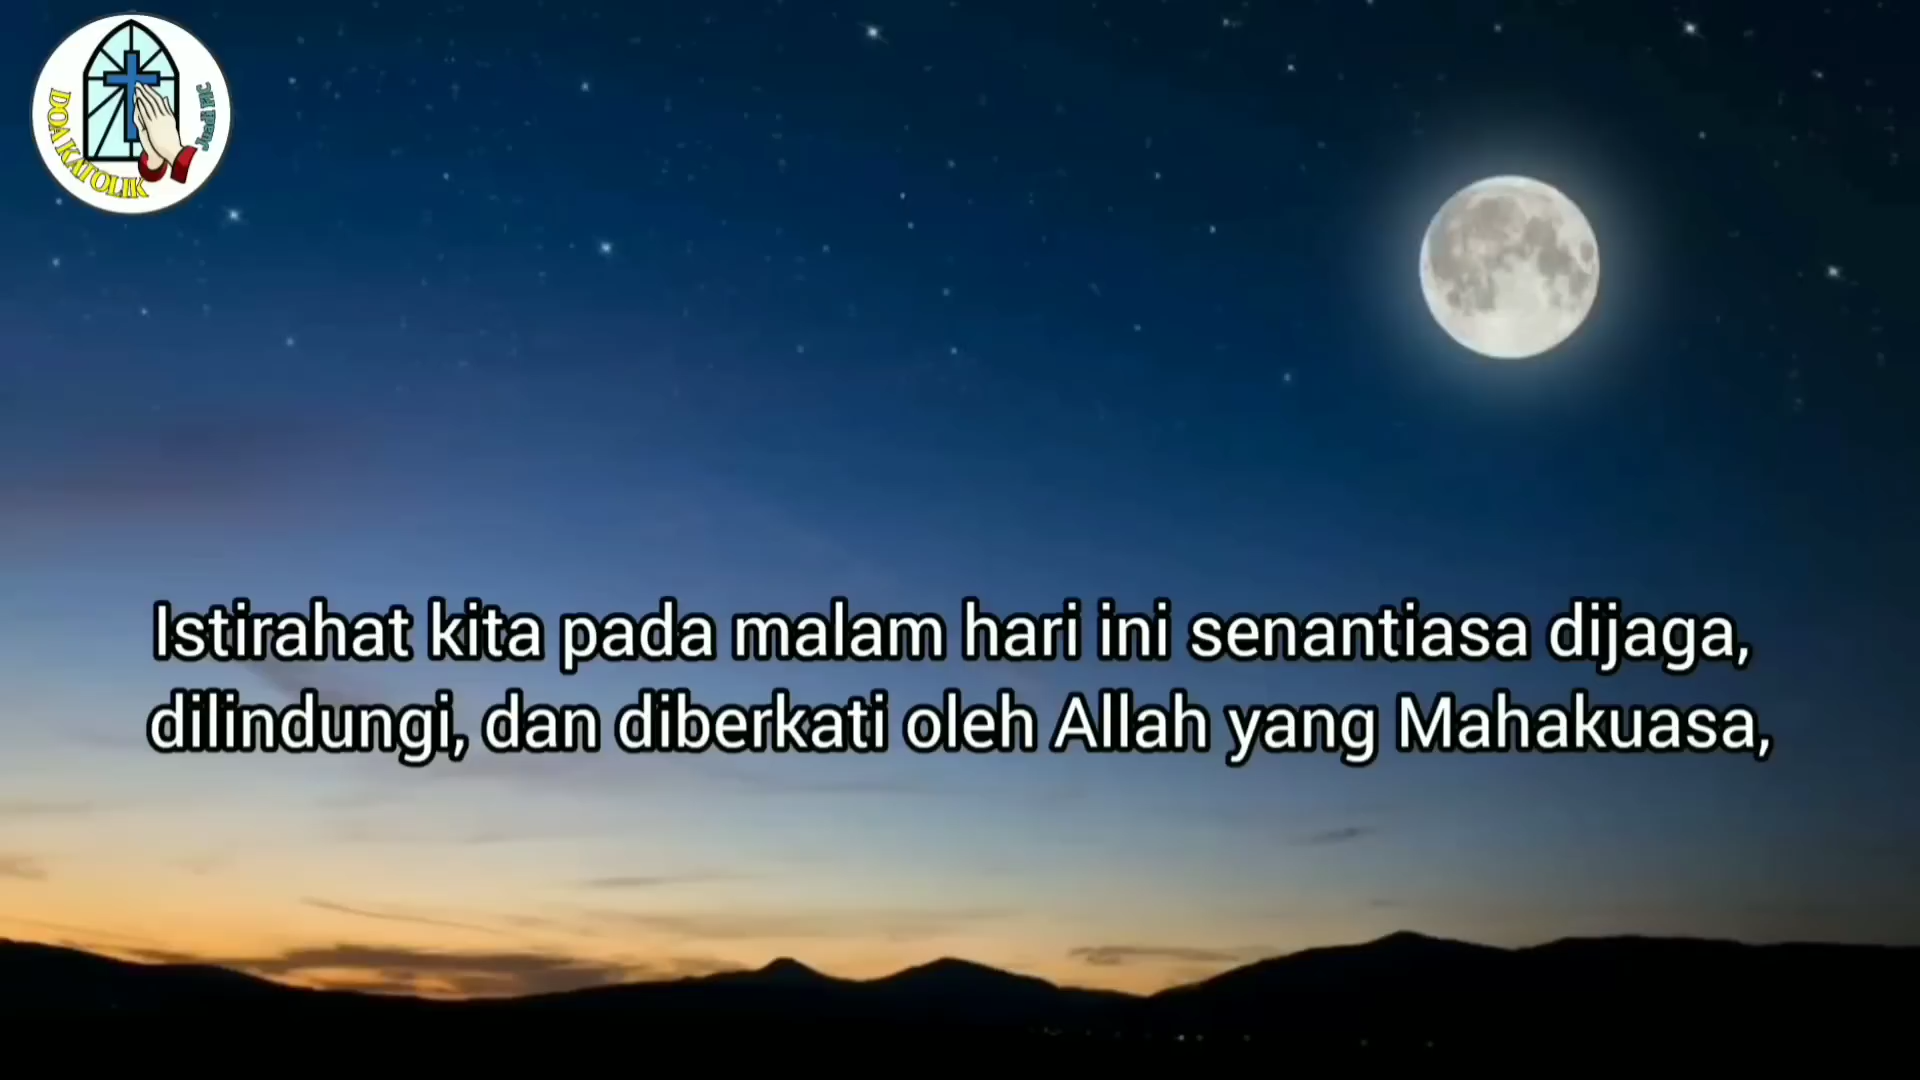 DOA KATOLIK
Istirahat kita pada malam hari ini senantiasa dijaga,
dilindungi, dan diberkati oleh Allah yang Mahakuasa,